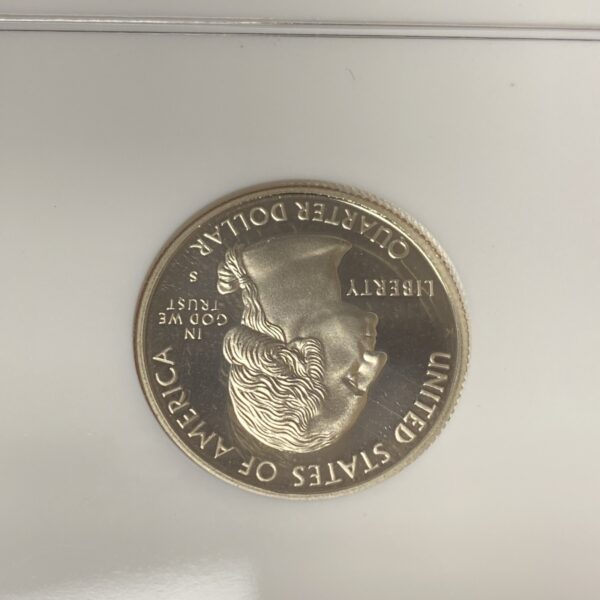 UNITED STATES OF AMERICA
LIBERTY
IN
GOD WE
TRUST
S
QUARTER DOLLAR